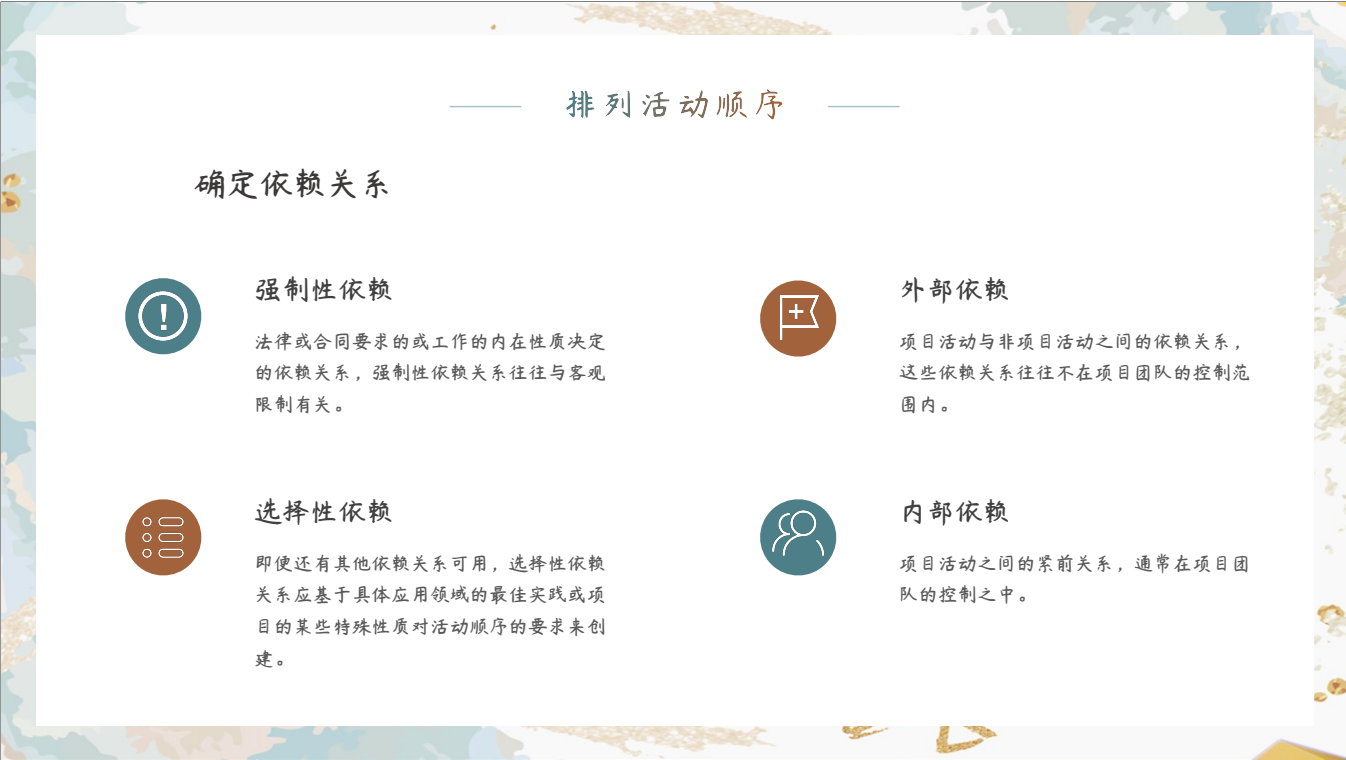 排列活动顺序
确定依赖关系
强制性依赖
法律或合同要求的或工作的内在性质决定
的依赖关系，强制性依赖关系往往与客观
限制有关。
外部依赖
项目活动与非项目活动之间的依赖关系，
这些依赖关系往往不在项目团队的控制范
围内。
选择性依赖
即便还有其他依赖关系可用，选择性依赖
关系应基于具体应用领域的最佳实践或项
目的某些特殊性质对活动顺序的要求来创
建。
内部依赖
项目活动之间的紧前关系，通常在项目团
队的控制之中。